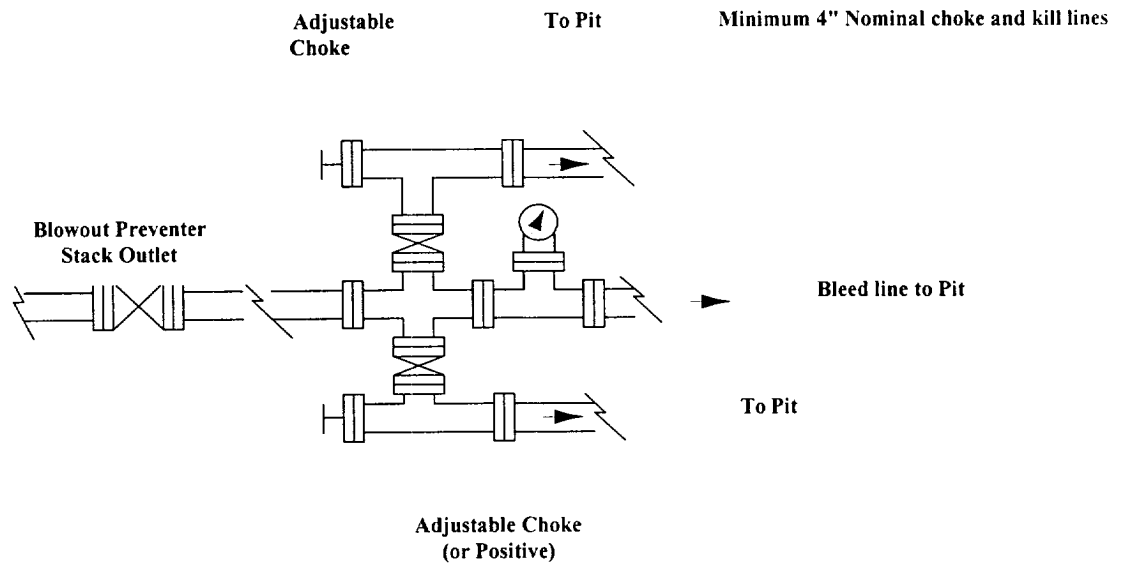 Adjustable
Choke
To Pit
Minimum 4" Nominal choke and kill lines
Blowout Preventer
Stack Outlet
Bleed line to Pit
To Pit
Adjustable Choke
(or Positive)